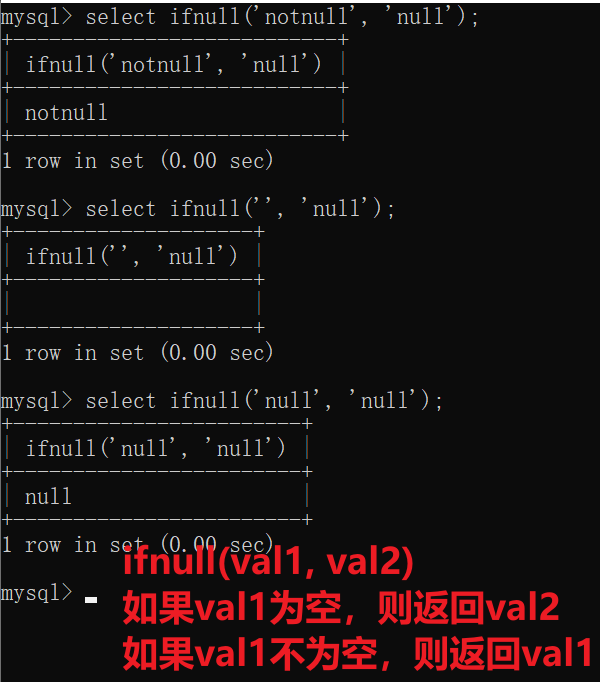 mysql> select ifnull('notnull', 'null');
+---------------------------+
| ifnull('notnull', 'null') |
+---------------------------+
| notnull                   |
+---------------------------+
1 row in set (0.00 sec)
mysql> select ifnull('', 'null');
+--------------------+
| ifnull('', 'null') |
+--------------------+
|                    |
+--------------------+
1 row in set (0.00 sec)
mysql> select ifnull('null', 'null');
+------------------------+
| ifnull('null', 'null') |
+------------------------+
| null                   |
+------------------------+
1 row in set (0.00 sec)
ifnull(val1, val2)
mysql>
如果val1为空，则返回val2
如果val1不为空，则返回val1